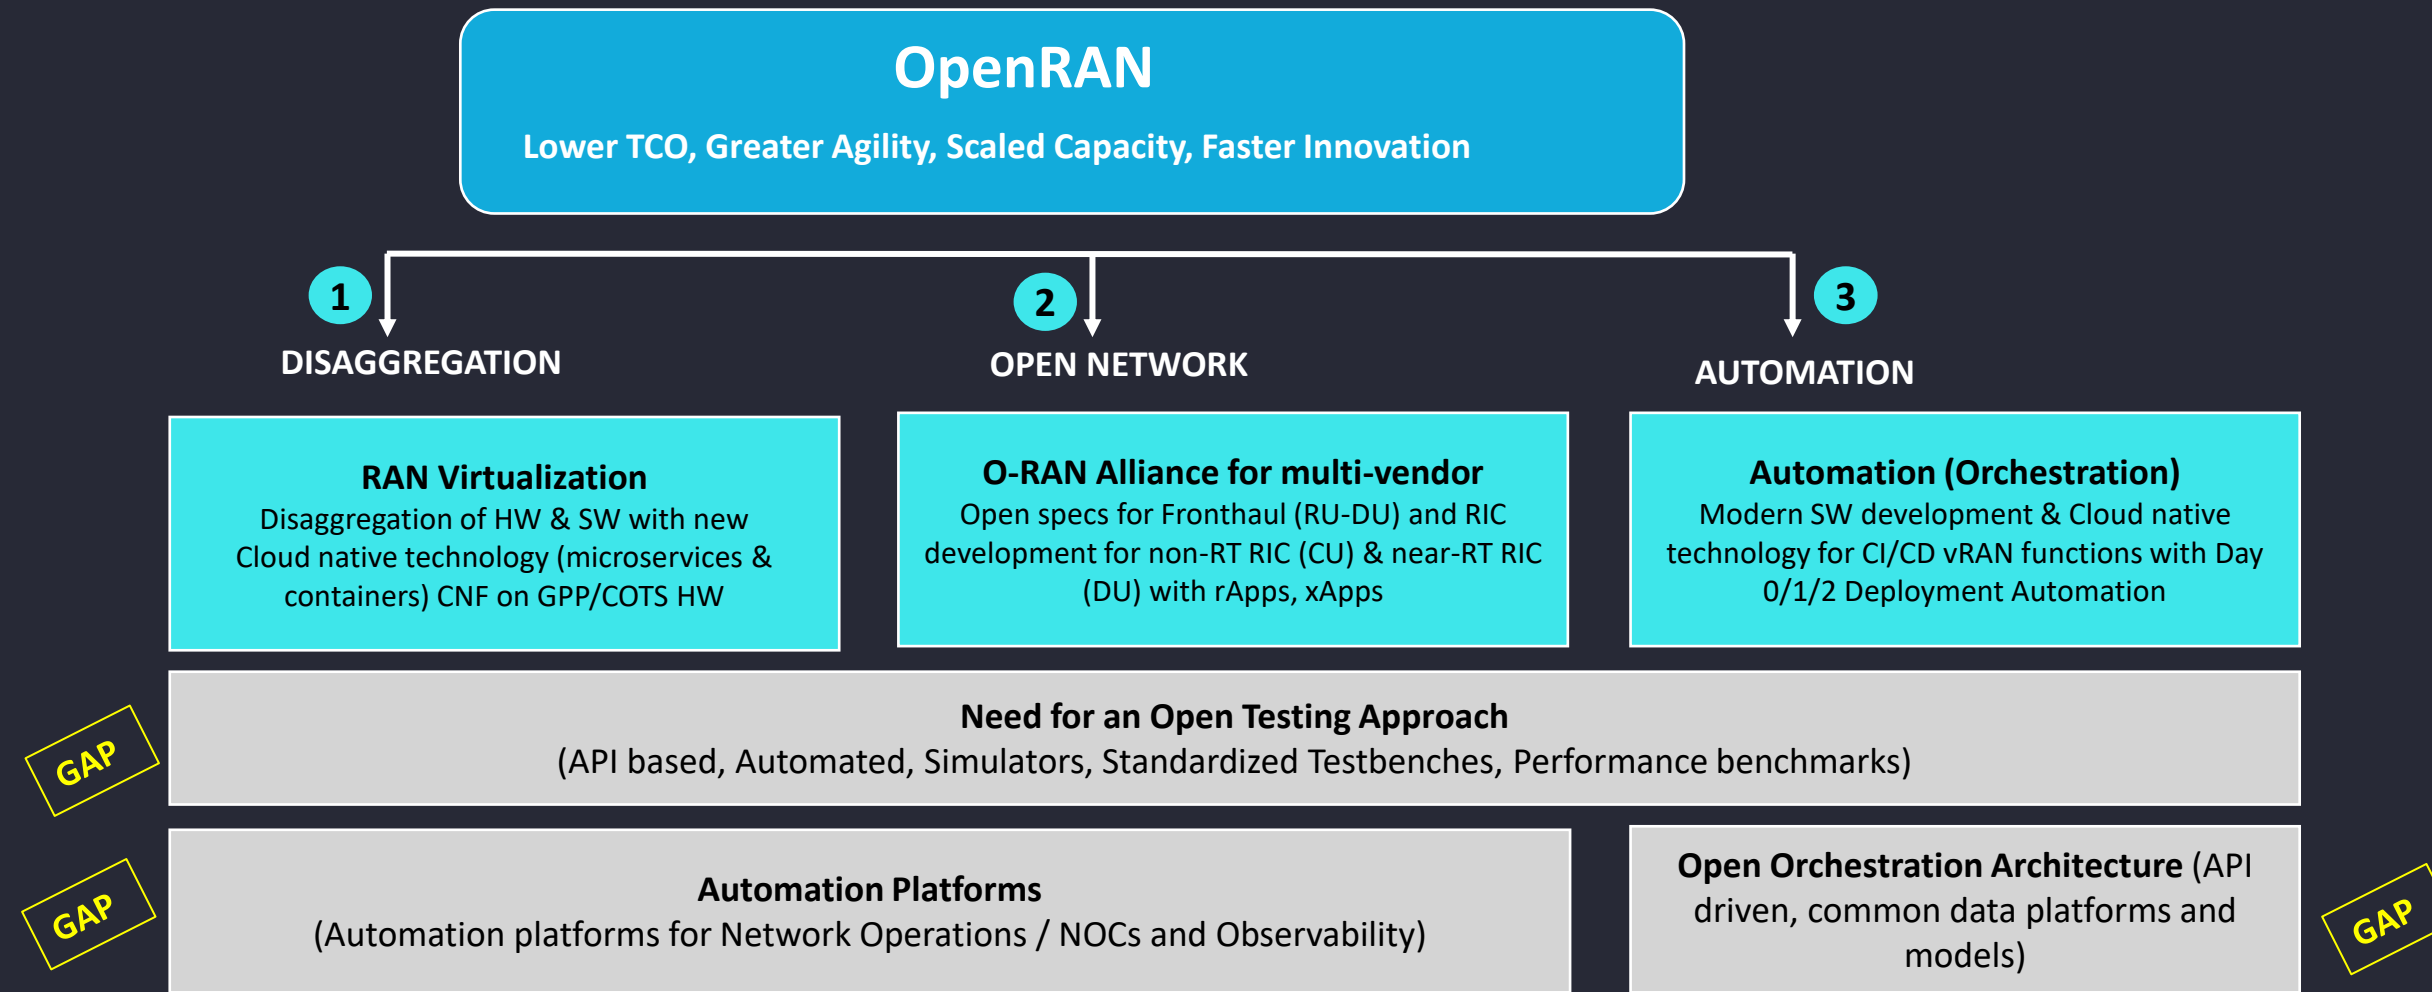 OpenRAN
Lower TCO, Greater Agility, Scaled Capacity, Faster Innovation
1
2
3
DISAGGREGATION
OPEN NETWORK
AUTOMATION
RAN Virtualization
Disaggregation of HW & SW with new
Cloud native technology (microservices &
containers) CNF on GPP/COTS HW
O-RAN Alliance for multi-vendor
Open specs for Fronthaul (RU-DU) and RIC
development for non-RT RIC (CU) & near-RT RIC
(DU) with rApps, xApps
Automation (Orchestration)
Modern SW development & Cloud native
technology for CI/CD vRAN functions with Day
0/1/2 Deployment Automation
GAP
Need for an Open Testing Approach
(API based, Automated, Simulators, Standardized Testbenches, Performance benchmarks)
GAP
Automation Platforms
(Automation platforms for Network Operations / NOCs and Observability)
Open Orchestration Architecture (API
driven, common data platforms and
models)
GAP